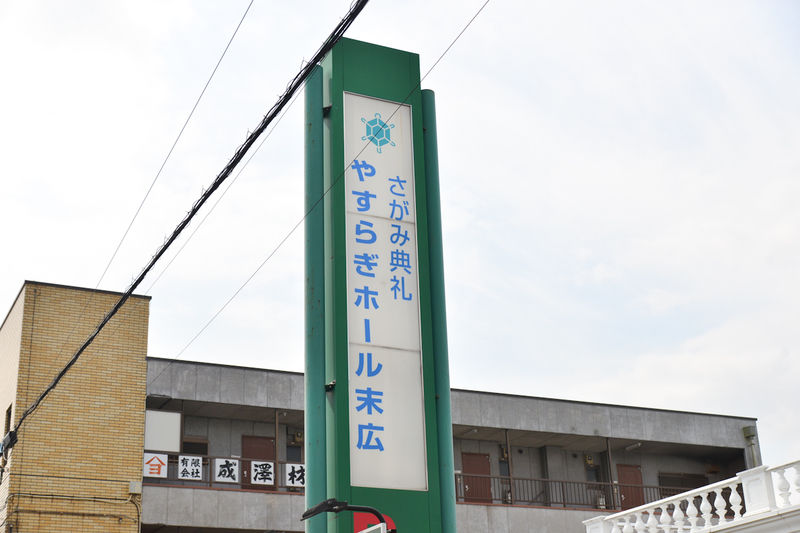 さがみ典礼
やすらぎホール末広
ヨ
有限
会社
成澤材